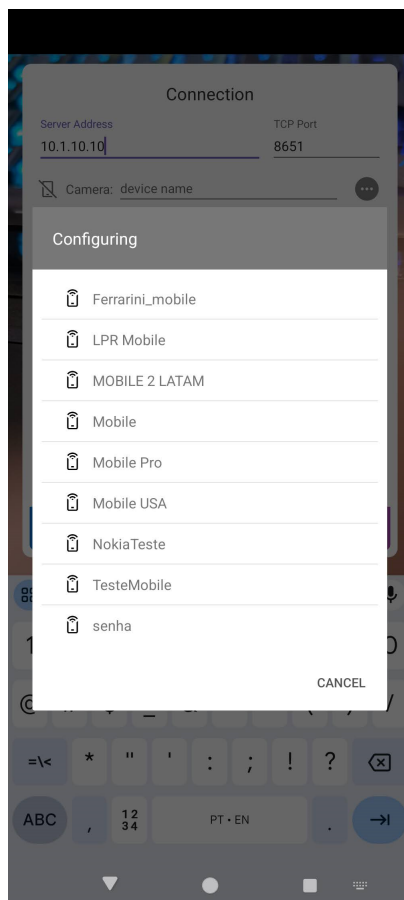 Connection
Server Address TCP Port
10.1.10.10 8651
Camera: device name
Configuring
Ferrarini_mobile
LPR Mobile
MOBILE 2 LATAM
Mobile
Mobile Pro
Mobile USA
NokiaTeste
TesteMobile
senha
CANCEL
=\< * " ' : ; ! ?
ABC , 12 34 PT • EN .